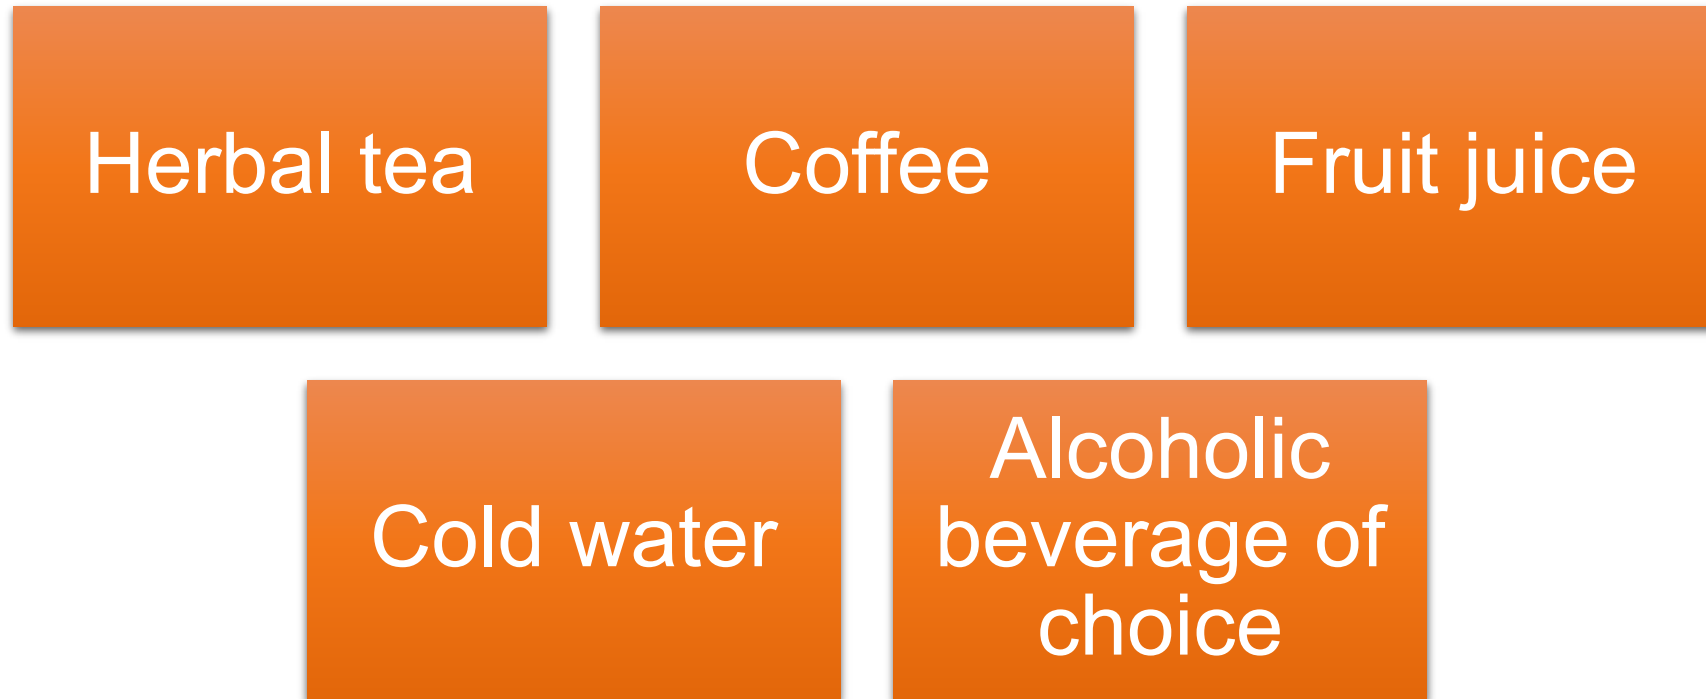 Herbal tea
Coffee
Fruit juice
Cold water
Alcoholic
beverage of
choice